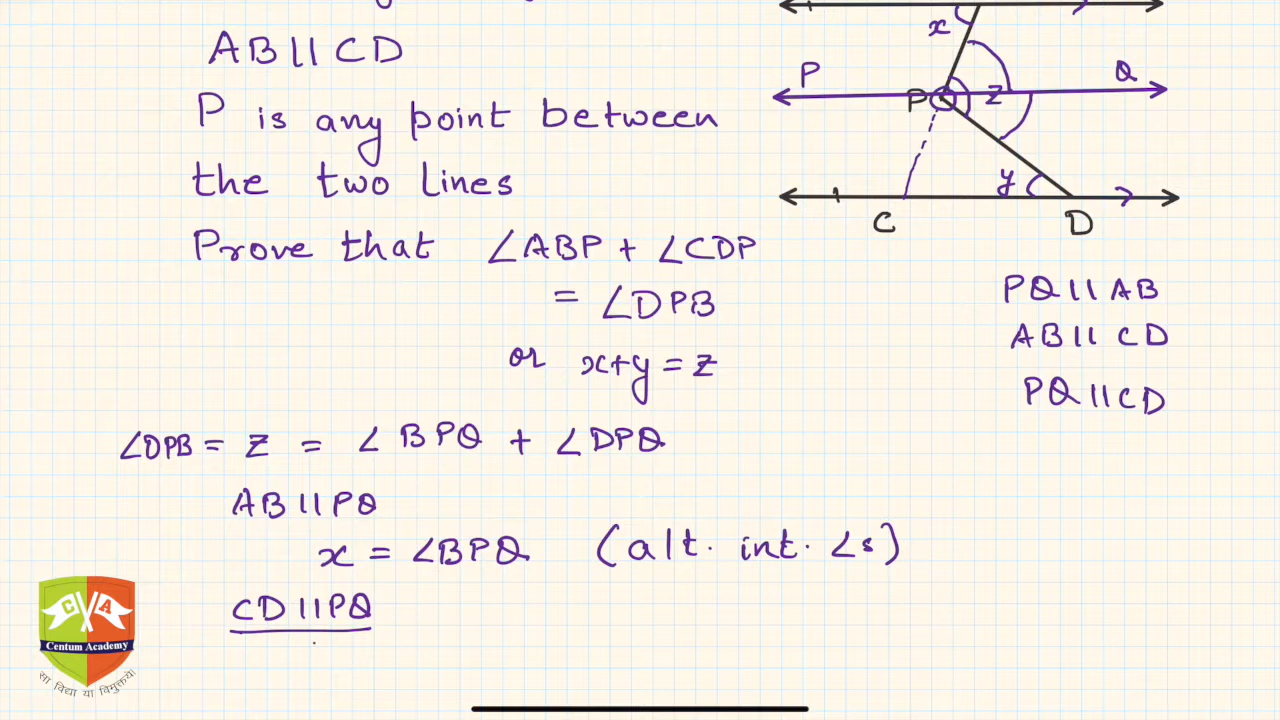 AB || CD
P is any point between
the two lines
Prove that ∠ABP + ∠CDP
= ∠DPB
or x+y = z
∠DPB = z = ∠BPQ + ∠DPQ
AB || PQ
x = ∠BPQ (alt. int. ∠s)
CD || PQ
x
P
Q
P
z
y
C
D
PQ || AB
AB || CD
PQ || CD
C A
Centum Academy
सा विद्या या विमुक्तये।